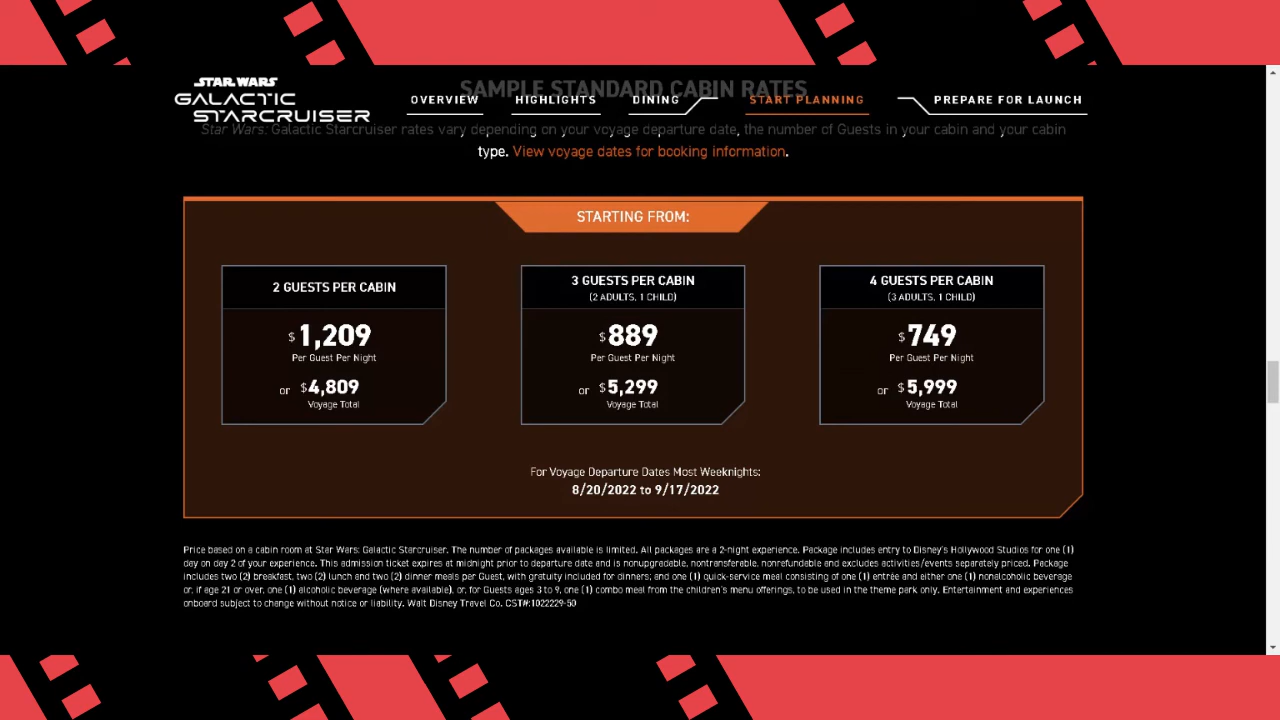 SAMPLE STANDARD CABIN RATES
STAR WARS
GALACTIC
STARCRUISER
OVERVIEW HIGHLIGHTS DINING START PLANNING PREPARE FOR LAUNCH
Star Wars: Galactic Starcruiser rates vary depending on your voyage departure date, the number of Guests in your cabin and your cabin
type. View voyage dates for booking information.
STARTING FROM:
2 GUESTS PER CABIN
$1,209
Per Guest Per Night
or $4,809
Voyage Total
3 GUESTS PER CABIN
(2 ADULTS, 1 CHILD)
$889
Per Guest Per Night
or $5,299
Voyage Total
4 GUESTS PER CABIN
(3 ADULTS, 1 CHILD)
$749
Per Guest Per Night
or $5,999
Voyage Total
For Voyage Departure Dates Most Weeknights:
8/20/2022 to 9/17/2022
Price based on a cabin room at Star Wars: Galactic Starcruiser. The number of packages available is limited. All packages are a 2-night experience. Package includes entry to Disney's Hollywood Studios for one (1)
day on day 2 of your experience. This admission ticket expires at midnight prior to departure date and is nonupgradable, nontransferable, nonrefundable and excludes activities/events separately priced. Package
includes two (2) breakfast, two (2) lunch and two (2) dinner meals per Guest, with gratuity included for dinners; and one (1) quick-service meal consisting of one (1) entrée and either one (1) nonalcoholic beverage
or, if age 21 or over, one (1) alcoholic beverage (where available), or, for Guests ages 3 to 9, one (1) combo meal from the children's menu offerings, to be used in the theme park only. Entertainment and experiences
onboard subject to change without notice or liability. Walt Disney Travel Co. CST#:1022229-50